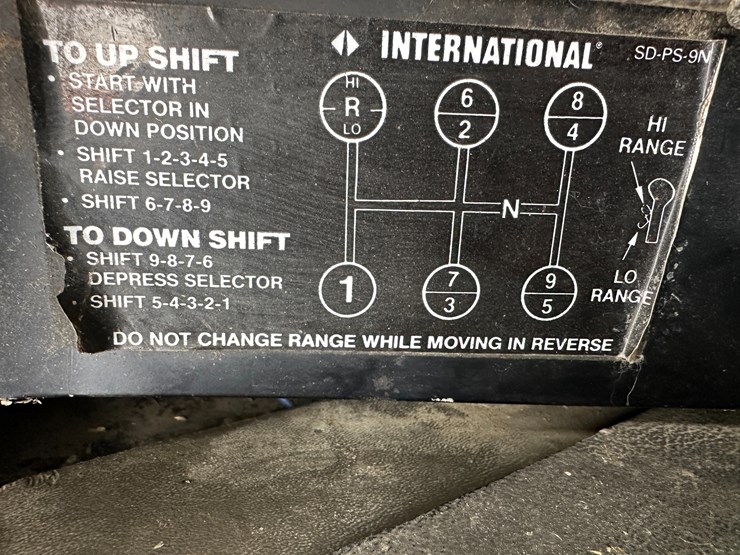 TO UP SHIFT
• START WITH
SELECTOR IN
DOWN POSITION
• SHIFT 1-2-3-4-5
RAISE SELECTOR
• SHIFT 6-7-8-9
TO DOWN SHIFT
• SHIFT 9-8-7-6
DEPRESS SELECTOR
• SHIFT 5-4-3-2-1
INTERNATIONAL®
SD-PS-9N
HI
R
LO
6
2
8
4
N
1
7
3
9
5
HI
RANGE
LO
RANGE
DO NOT CHANGE RANGE WHILE MOVING IN REVERSE